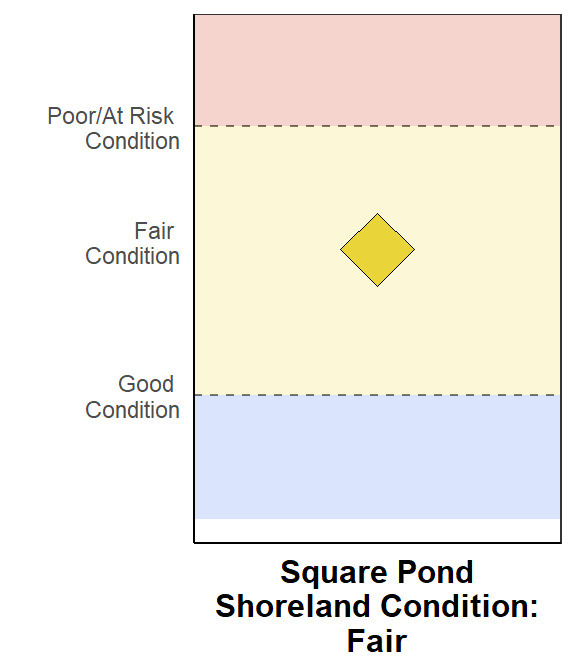 Poor/At Risk
Condition
Fair
Condition
Good
Condition
Square Pond
Shoreland Condition:
Fair